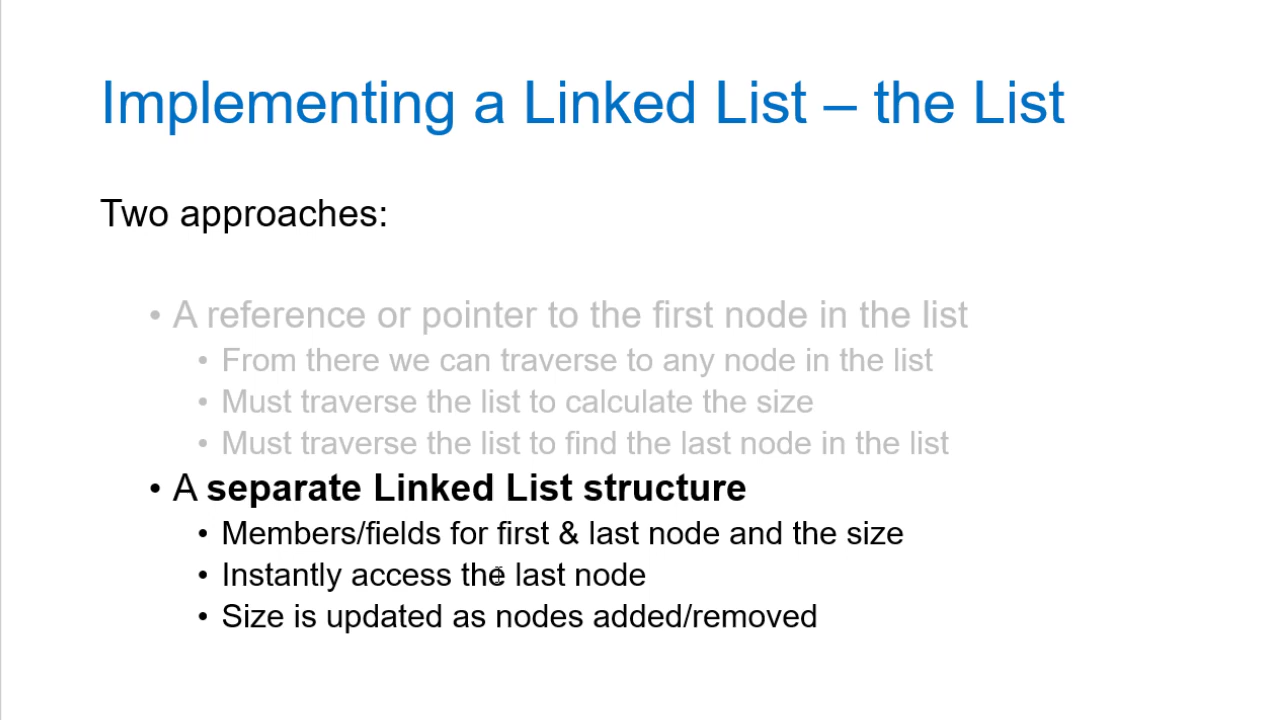 Implementing a Linked List – the List
Two approaches:
• A reference or pointer to the first node in the list
• From there we can traverse to any node in the list
• Must traverse the list to calculate the size
• Must traverse the list to find the last node in the list
• A separate Linked List structure
• Members/fields for first & last node and the size
• Instantly access the last node
• Size is updated as nodes added/removed